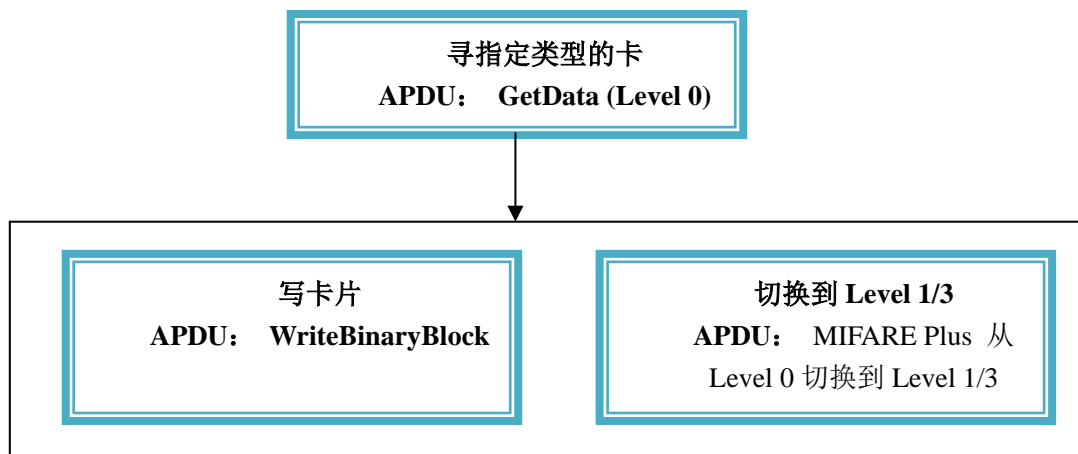 寻指定类型的卡
APDU： GetData (Level 0)
写卡片
APDU： WriteBinaryBlock
切换到 Level 1/3
APDU： MIFARE Plus 从
Level 0 切换到 Level 1/3